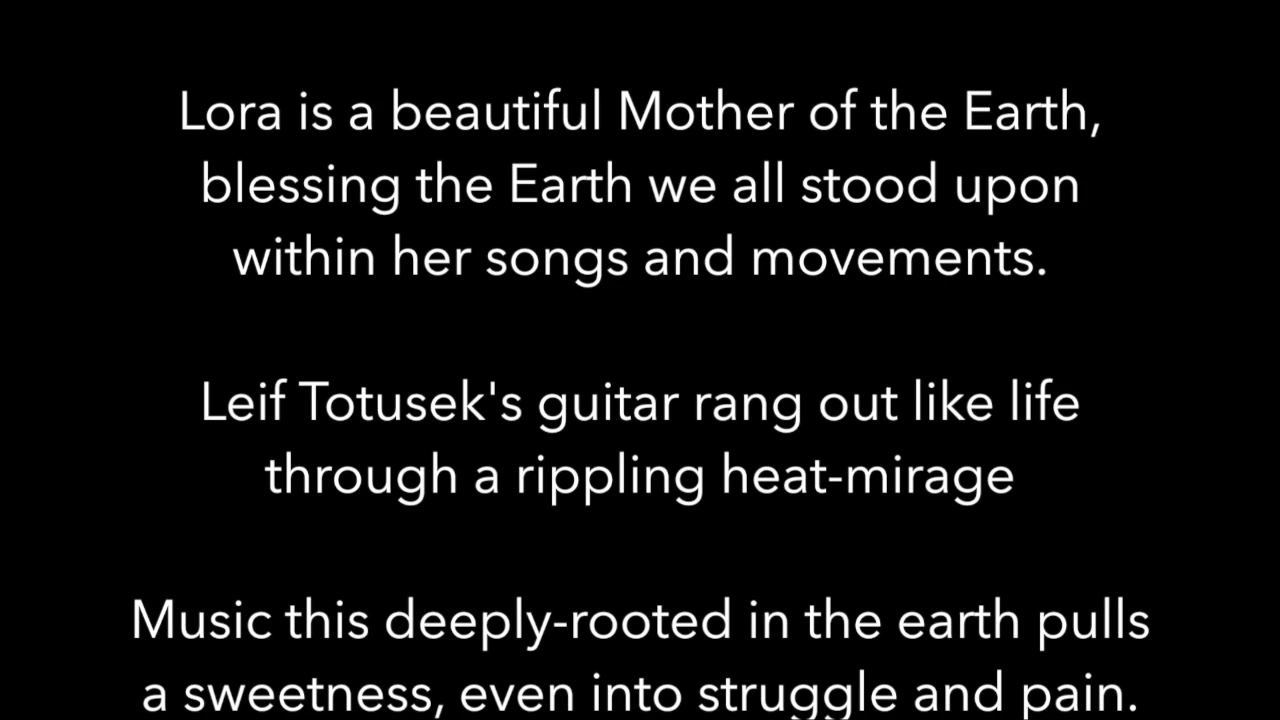 Lora is a beautiful Mother of the Earth,
blessing the Earth we all stood upon
within her songs and movements.
Leif Totusek's guitar rang out like life
through a rippling heat-mirage
Music this deeply-rooted in the earth pulls
a sweetness, even into struggle and pain.